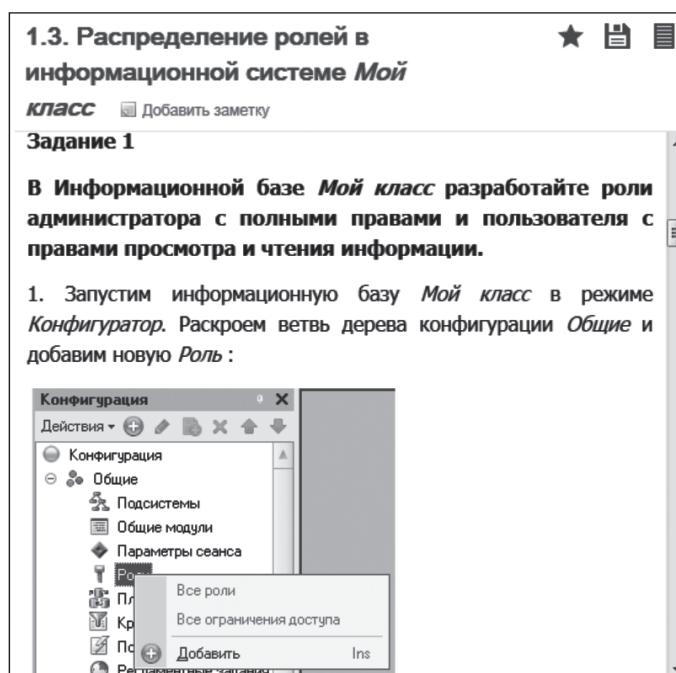 1.3. Распределение ролей в
информационной системе Мой
класс Добавить заметку
Задание 1
В Информационной базе Мой класс разработайте роли
администратора с полными правами и пользователя с
правами просмотра и чтения информации.
1. Запустим информационную базу Мой класс в режиме
Конфигуратор. Раскроем ветвь дерева конфигурации Общие и
добавим новую Роль :
Конфигурация
Действия
Конфигурация
Общие
Подсистемы
Общие модули
Параметры сеанса
Все роли
Все ограничения доступа
Добавить Ins
Регламентные задания